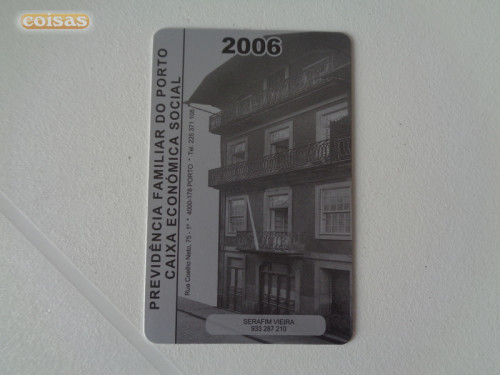 coisas
2006
PREVIDÊNCIA FAMILIAR DO PORTO
CAIXA ECONÓMICA SOCIAL
Rua Coelho Neto, 75 - 1º * 4000-178 PORTO * Tel. 225 371 108
SERAFIM VIEIRA
933 287 210